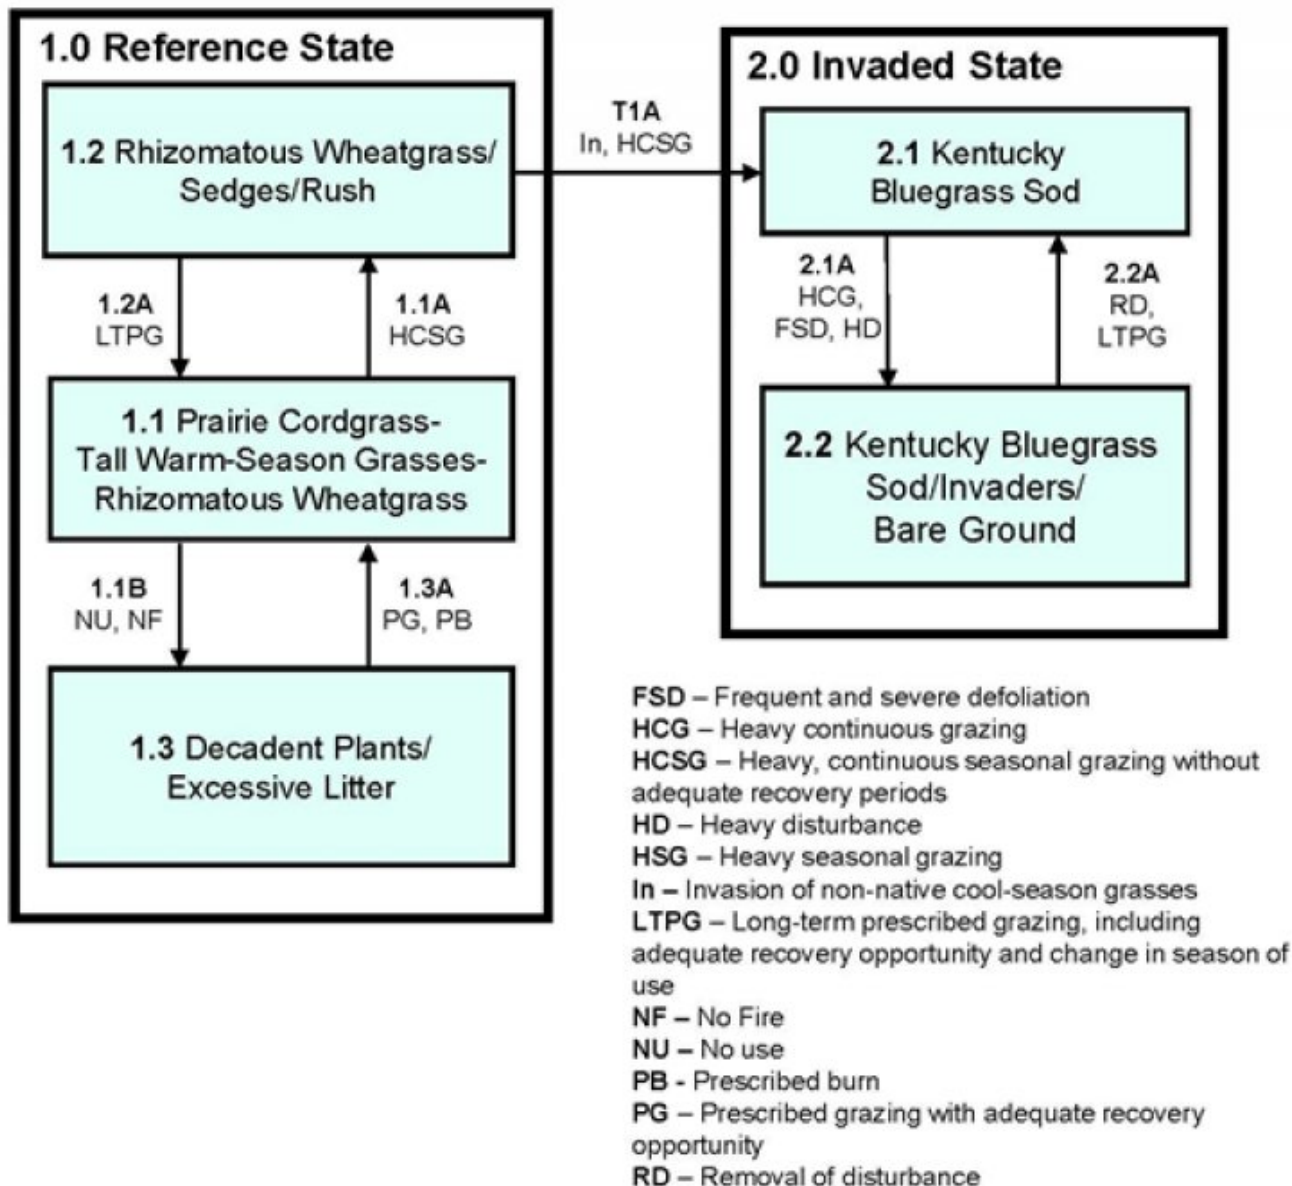 1.0 Reference State
1.2 Rhizomatous Wheatgrass/
Sedges/Rush
1.2A
LTPG
1.1A
HCSG
1.1 Prairie Cordgrass-
Tall Warm-Season Grasses-
Rhizomatous Wheatgrass
1.1B
NU, NF
1.3A
PG, PB
1.3 Decadent Plants/
Excessive Litter
T1A
In, HCSG
2.0 Invaded State
2.1 Kentucky
Bluegrass Sod
2.1A
HCG,
FSD, HD
2.2A
RD,
LTPG
2.2 Kentucky Bluegrass
Sod/Invaders/
Bare Ground
FSD – Frequent and severe defoliation
HCG – Heavy continuous grazing
HCSG – Heavy, continuous seasonal grazing without
adequate recovery periods
HD – Heavy disturbance
HSG – Heavy seasonal grazing
In – Invasion of non-native cool-season grasses
LTPG – Long-term prescribed grazing, including
adequate recovery opportunity and change in season of
use
NF – No Fire
NU – No use
PB - Prescribed burn
PG – Prescribed grazing with adequate recovery
opportunity
RD – Removal of disturbance